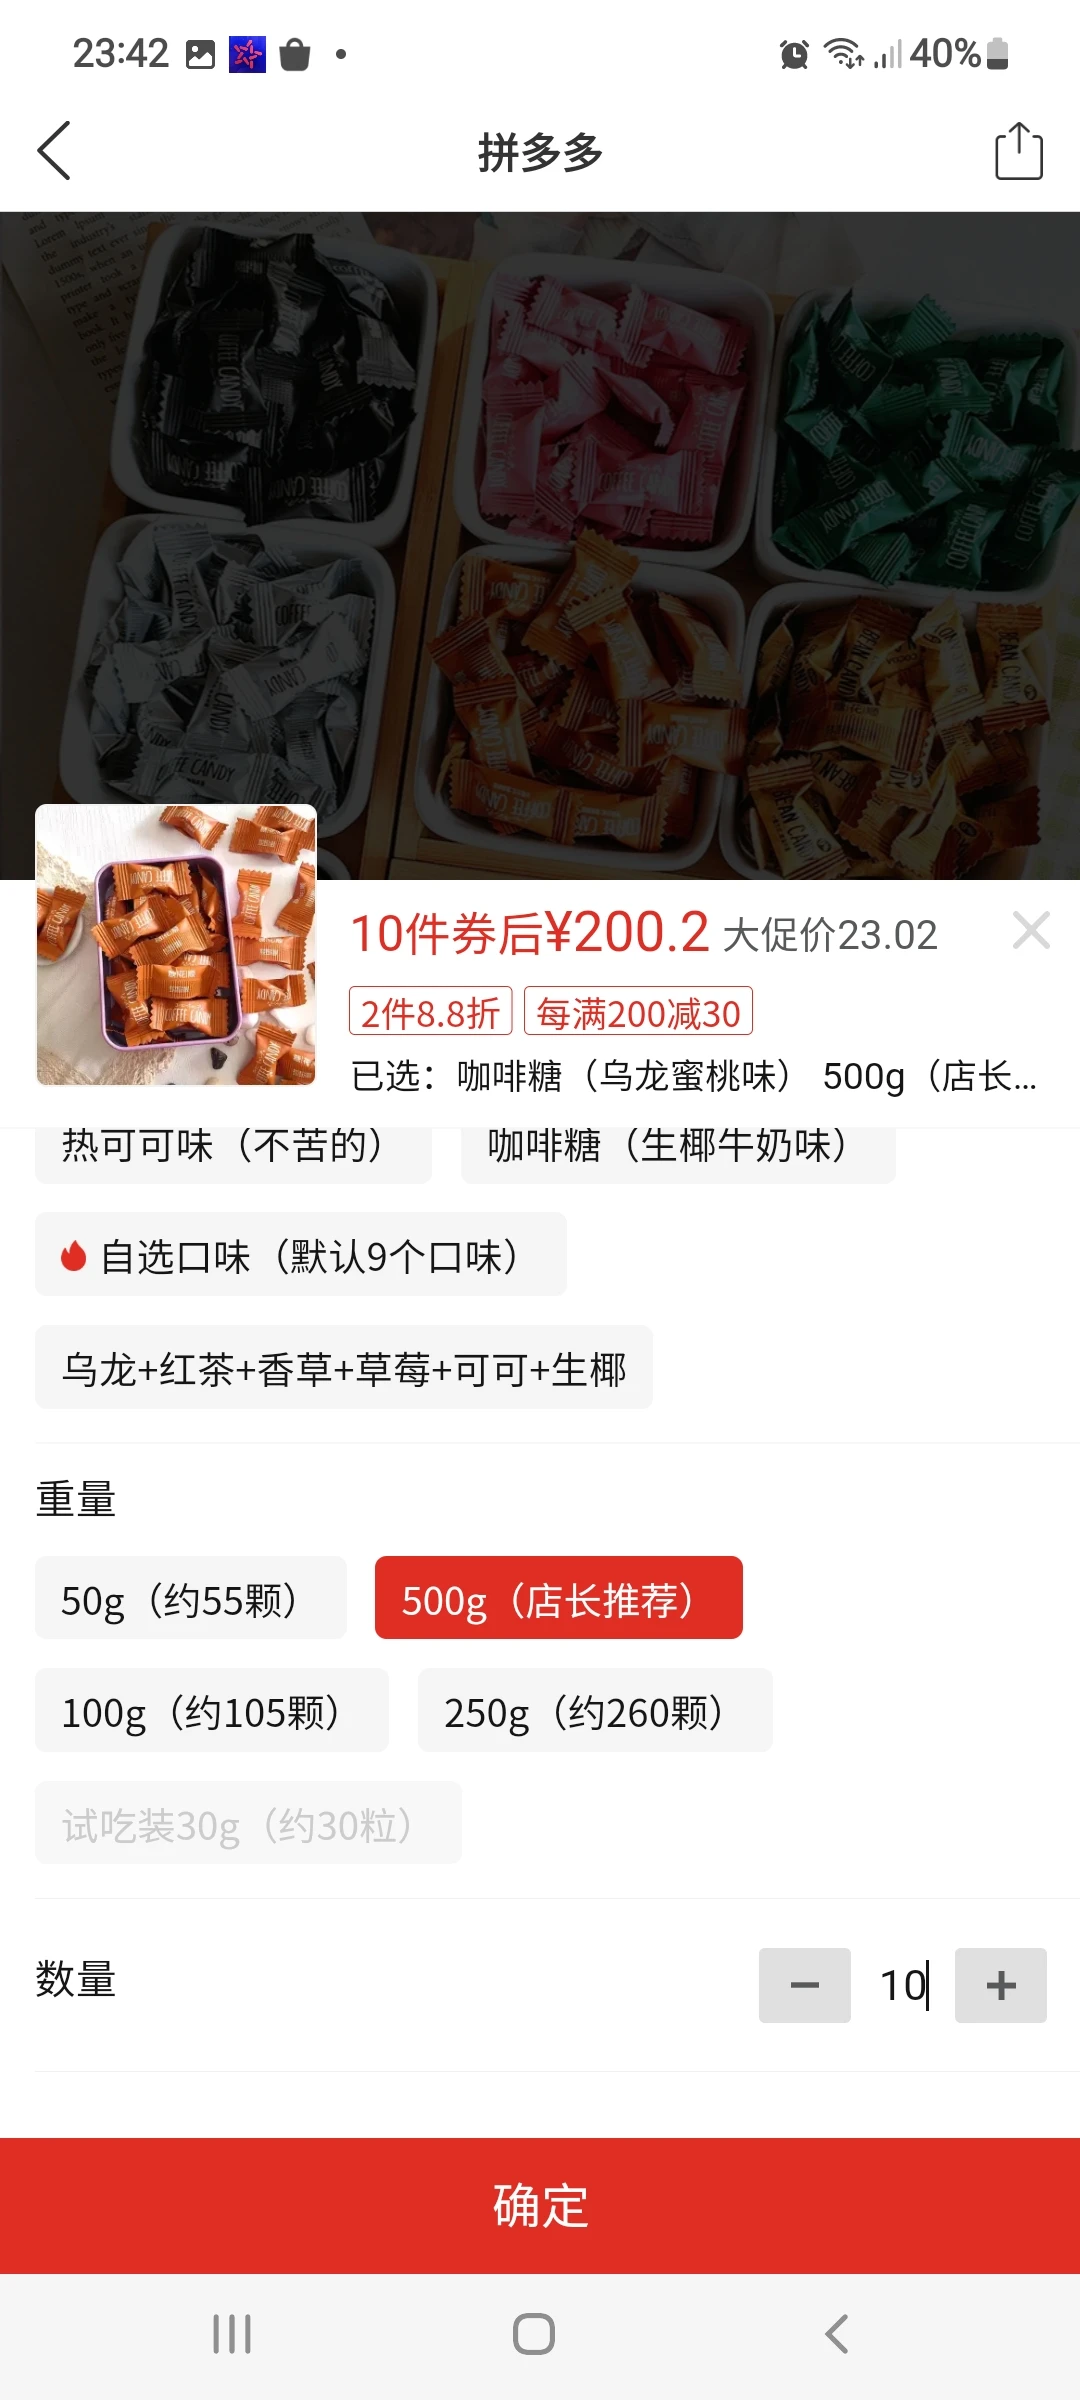 23:42
40%
拼多多
10件券后¥200.2 大促价23.02
2件8.8折 每满200减30
已选：咖啡糖（乌龙蜜桃味） 500g（店长...
热可可味（不苦的） 咖啡糖（生椰牛奶味）
自选口味（默认9个口味）
乌龙+红茶+香草+草莓+可可+生椰
重量
50g（约55颗） 500g（店长推荐）
100g（约105颗） 250g（约260颗）
试吃装30g（约30粒）
数量
10
确定